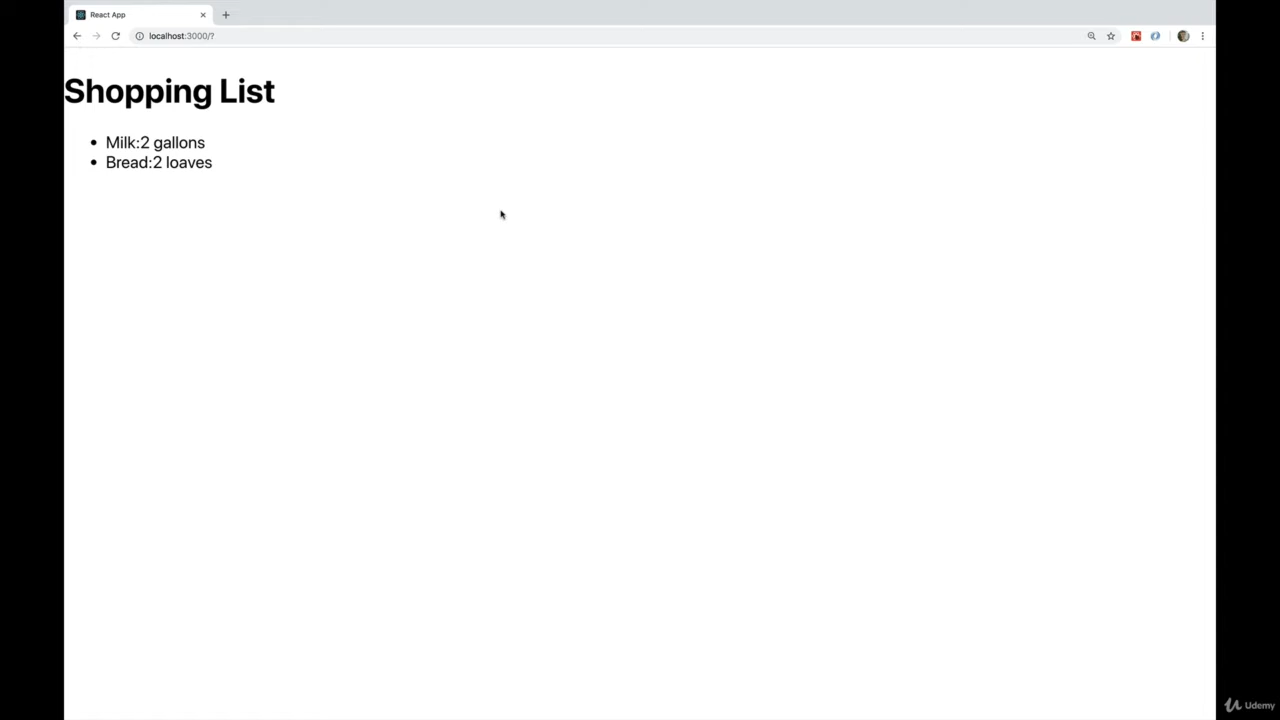 React App
localhost:3000/?
Shopping List
Milk:2 gallons
Bread:2 loaves
Udemy